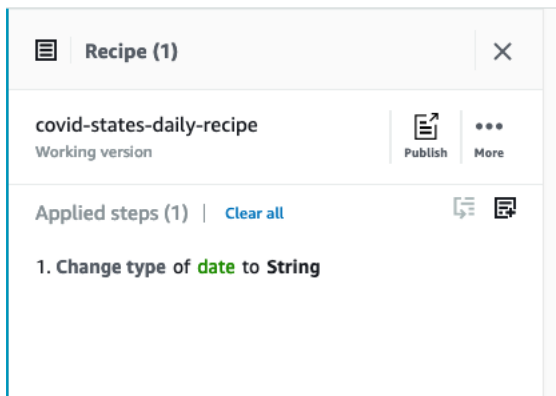 Recipe (1)
covid-states-daily-recipe
Working version
Publish
More
Applied steps (1) | Clear all
1. Change type of date to String